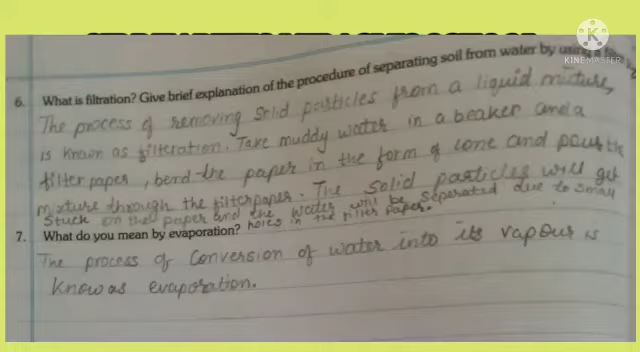 KINEMASTER
6. What is filtration? Give brief explanation of the procedure of separating soil from water by using a
The process of removing solid particles from a liquid mixture,
is known as filteration. Take muddy water in a beaker and a
filter paper, bend the paper in the form of cone and pour the
mixture through the filter paper. The solid particles will get
stuck on the paper and the water will be seperated due to small
holes in the filter paper.
7. What do you mean by evaporation?
The process of conversion of water into its vapour is
know as evaporation.